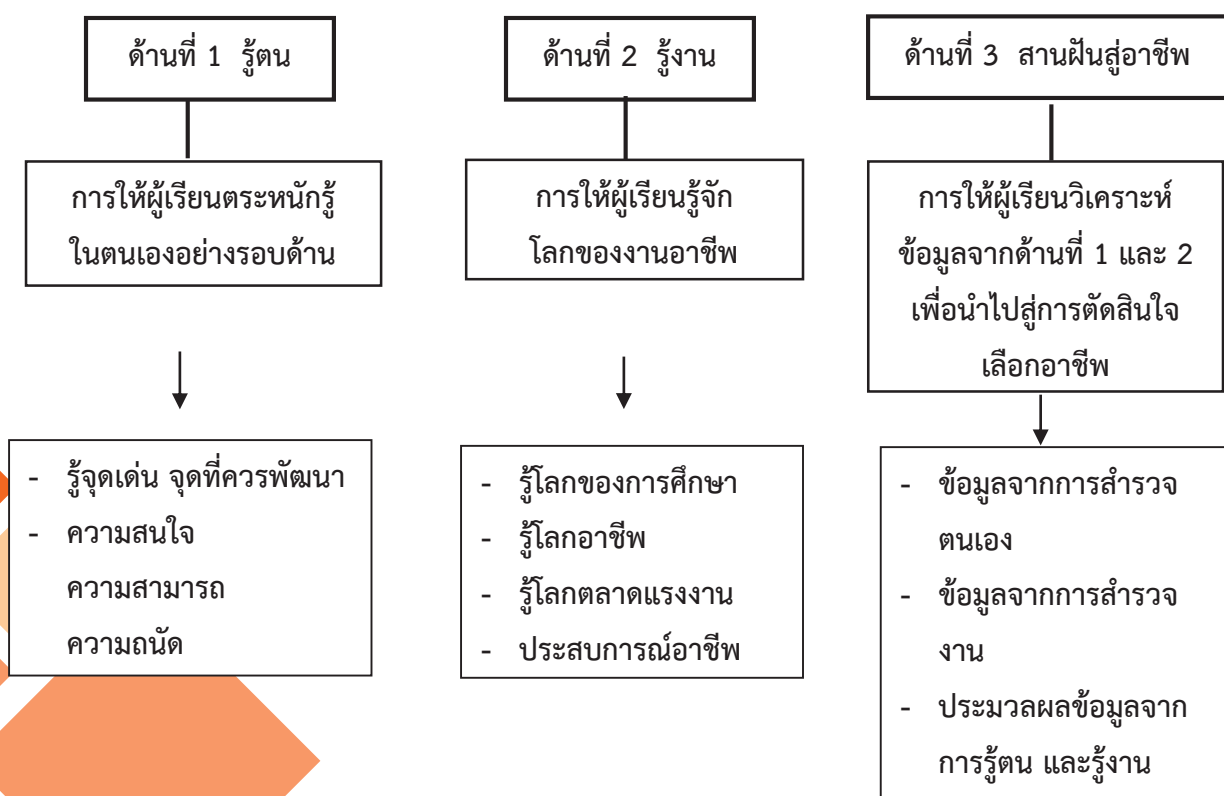 ด้านที่ 1 รู้ตน
การให้ผู้เรียนตระหนักรู้
ในตนเองอย่างรอบด้าน
- รู้จุดเด่น จุดที่ควรพัฒนา
- ความสนใจ
ความสามารถ
ความถนัด
ด้านที่ 2 รู้งาน
การให้ผู้เรียนรู้จัก
โลกของงานอาชีพ
- รู้โลกของการศึกษา
- รู้โลกอาชีพ
- รู้โลกตลาดแรงงาน
- ประสบการณ์อาชีพ
ด้านที่ 3 สานฝันสู่อาชีพ
การให้ผู้เรียนวิเคราะห์
ข้อมูลจากด้านที่ 1 และ 2
เพื่อนำไปสู่การตัดสินใจ
เลือกอาชีพ
- ข้อมูลจากการสำรวจ
ตนเอง
- ข้อมูลจากการสำรวจ
งาน
- ประมวลผลข้อมูลจาก
การรู้ตน และรู้งาน